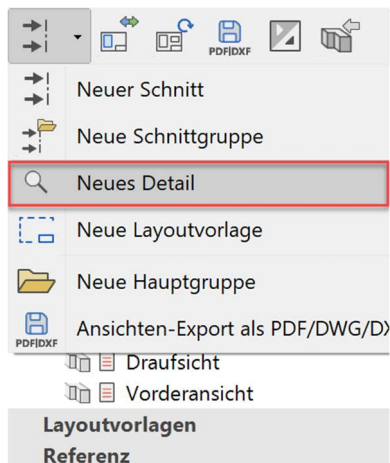 PDF|DXF
Neuer Schnitt
Neue Schnittgruppe
Neues Detail
Neue Layoutvorlage
Neue Hauptgruppe
PDF|DXF
Ansichten-Export als PDF/DWG/DX
Draufsicht
Vorderansicht
Layoutvorlagen
Referenz